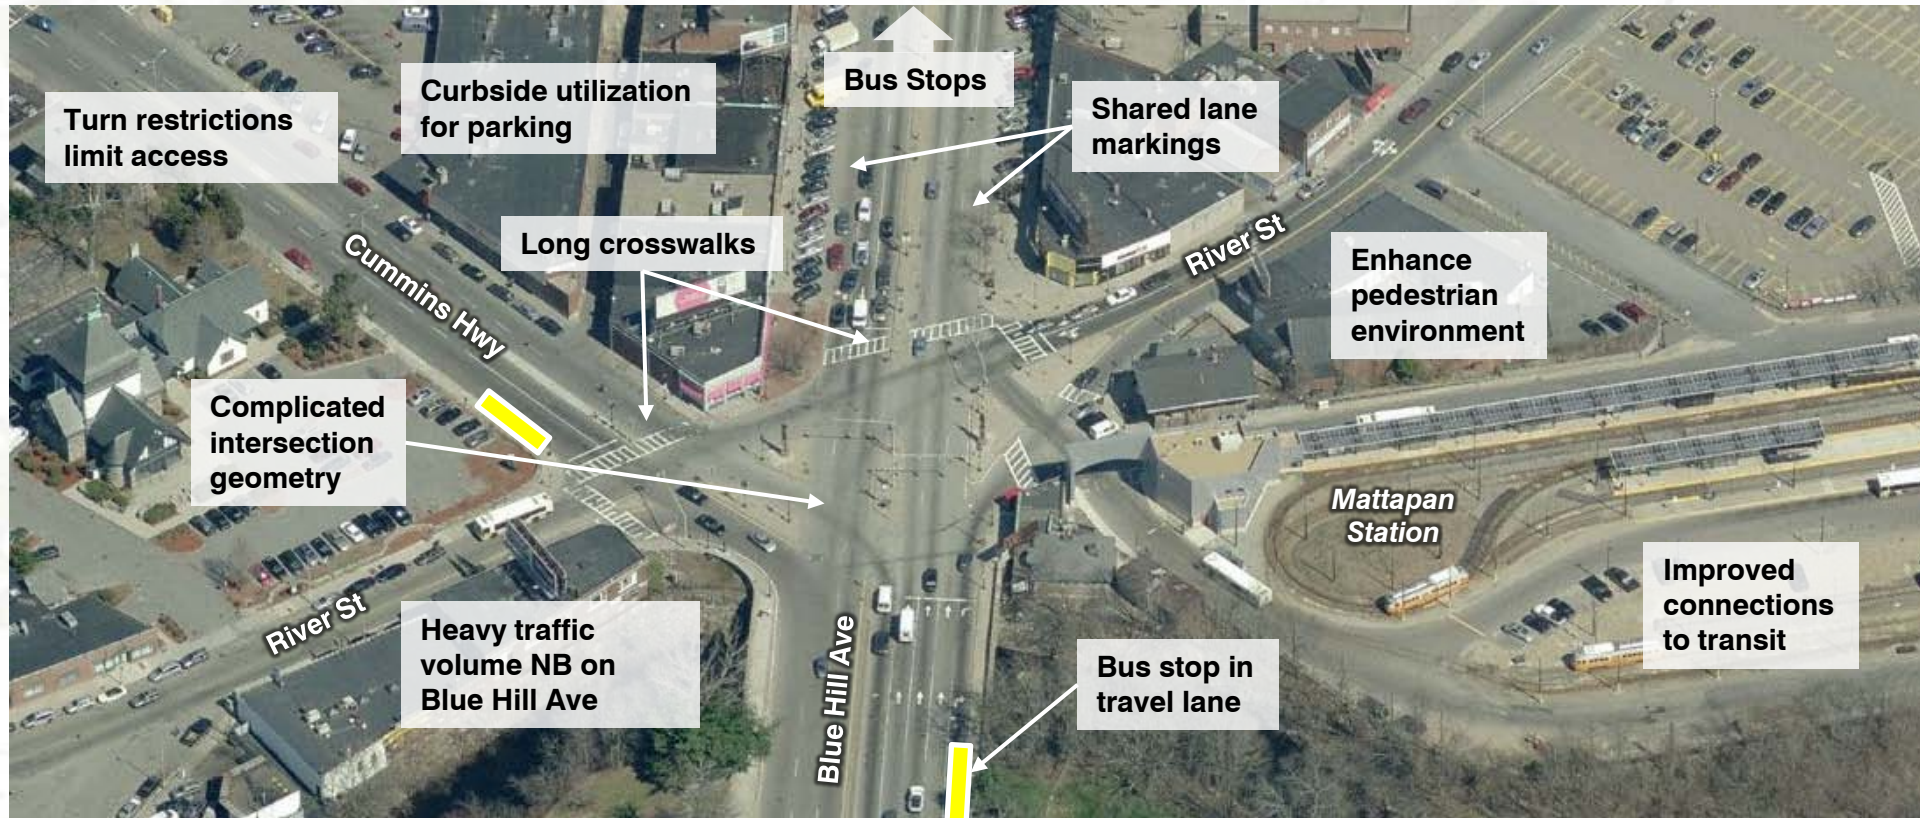 Bus Stops
Curbside utilization
for parking
Shared lane
markings
Turn restrictions
limit access
Long crosswalks
River St
Cummins Hwy
Enhance
pedestrian
environment
Complicated
intersection
geometry
Mattapan
Station
Improved
connections
to transit
River St
Heavy traffic
volume NB on
Blue Hill Ave
Blue Hill Ave
Bus stop in
travel lane